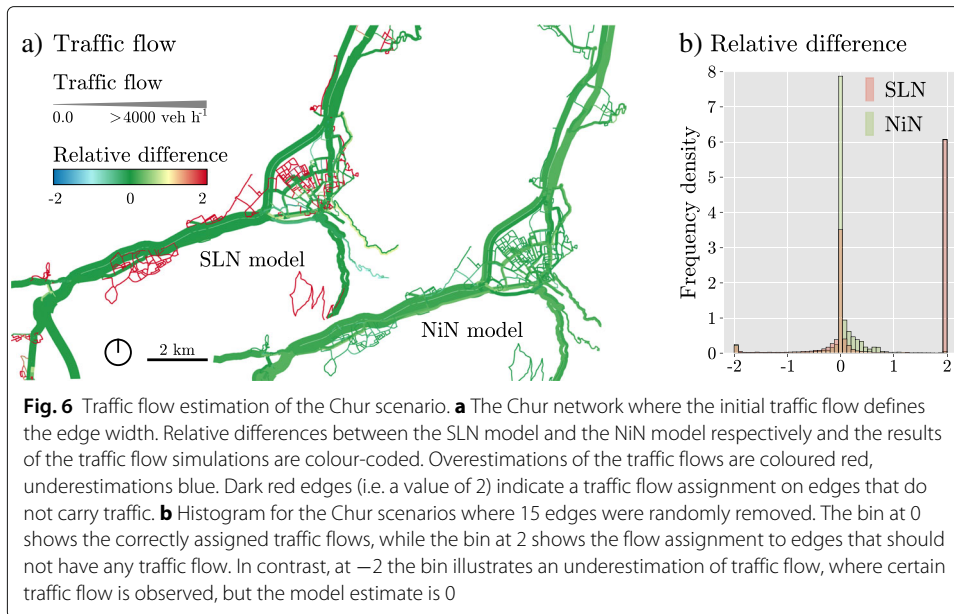 a) Traffic flow
Traffic flow
0.0 >4000 veh h-1
Relative difference
-2 0 2
SLN model
NiN model
2 km
b) Relative difference
8
7
6
5
4
3
2
1
0
Frequency density
SLN
NiN
-2 -1 0 1 2
Fig. 6 Traffic flow estimation of the Chur scenario. a The Chur network where the initial traffic flow defines
the edge width. Relative differences between the SLN model and the NiN model respectively and the results
of the traffic flow simulations are colour-coded. Overestimations of the traffic flows are coloured red,
underestimations blue. Dark red edges (i.e. a value of 2) indicate a traffic flow assignment on edges that do
not carry traffic. b Histogram for the Chur scenarios where 15 edges were randomly removed. The bin at 0
shows the correctly assigned traffic flows, while the bin at 2 shows the flow assignment to edges that should
not have any traffic flow. In contrast, at −2 the bin illustrates an underestimation of traffic flow, where certain
traffic flow is observed, but the model estimate is 0